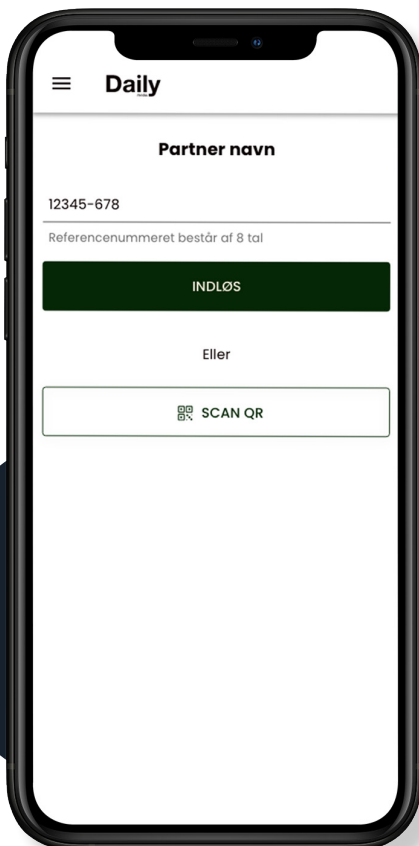 Daily
Partner navn
12345-678
Referencenummeret består af 8 tal
INDLØS
Eller
SCAN QR